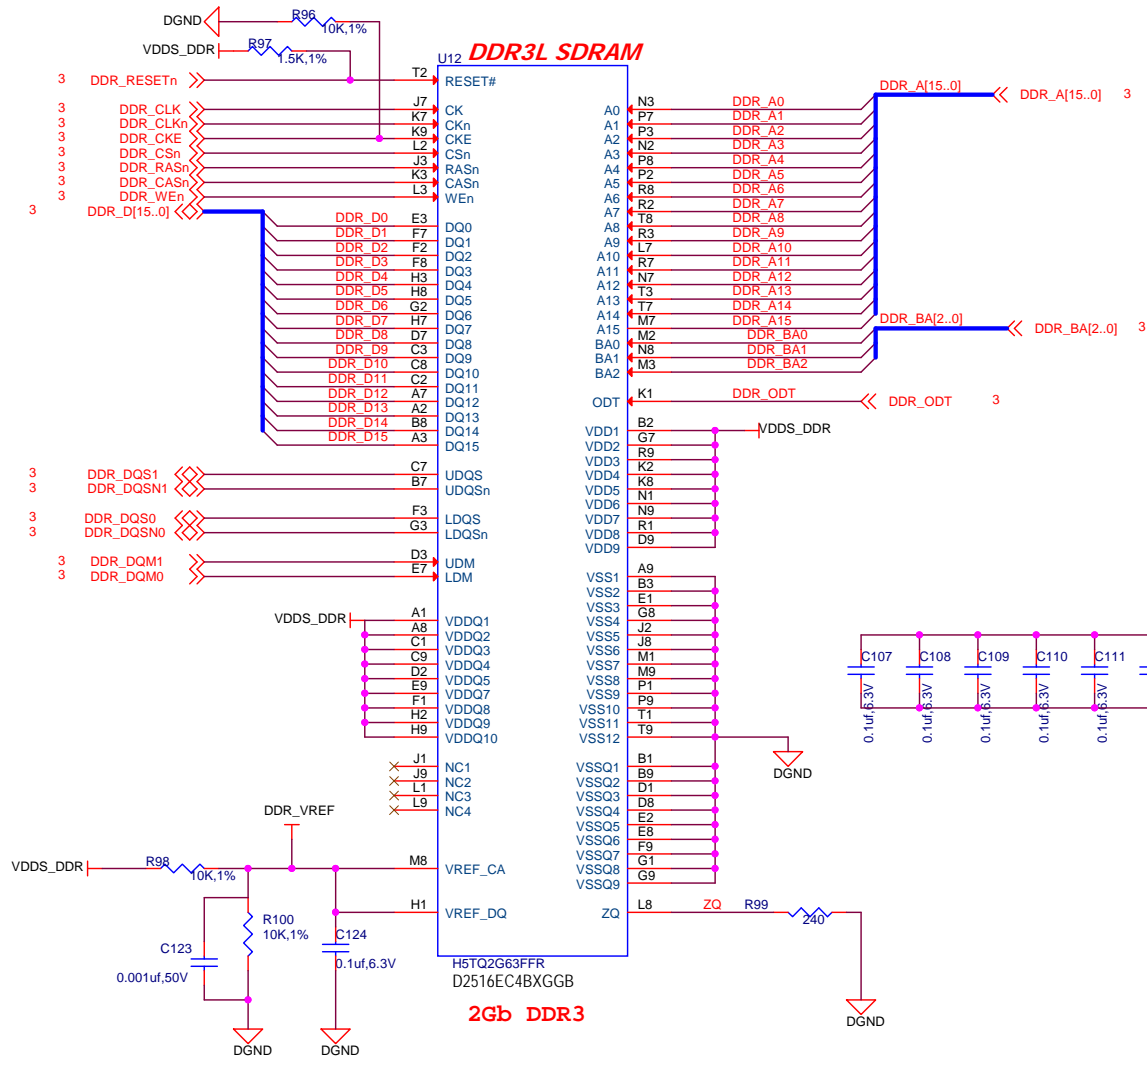 DGND R96 10K,1%
VDDS_DDR R97 1.5K,1%
U12 DDR3L SDRAM
3 DDR_RESETn T2 RESET#
3 DDR_CLK J7 CK
3 DDR_CLKn K7 CKn
3 DDR_CKE K9 CKE
3 DDR_CSn L2 CSn
3 DDR_RASn J3 RASn
3 DDR_CASn K3 CASn
3 DDR_WEn L3 WEn
3 DDR_D[15..0]
DDR_D0 E3 DQ0
DDR_D1 F7 DQ1
DDR_D2 F2 DQ2
DDR_D3 F8 DQ3
DDR_D4 H3 DQ4
DDR_D5 H8 DQ5
DDR_D6 G2 DQ6
DDR_D7 H7 DQ7
DDR_D8 D7 DQ8
DDR_D9 C3 DQ9
DDR_D10 C8 DQ10
DDR_D11 C2 DQ11
DDR_D12 A7 DQ12
DDR_D13 A2 DQ13
DDR_D14 B8 DQ14
DDR_D15 A3 DQ15
3 DDR_DQS1 C7 UDQS
3 DDR_DQSN1 B7 UDQSn
3 DDR_DQS0 F3 LDQS
3 DDR_DQSN0 G3 LDQSn
3 DDR_DQM1 D3 UDM
3 DDR_DQM0 E7 LDM
VDDS_DDR A1 VDDQ1
A8 VDDQ2
C1 VDDQ3
C9 VDDQ4
D2 VDDQ5
E9 VDDQ7
F1 VDDQ8
H2 VDDQ9
H9 VDDQ10
J1 NC1
J9 NC2
L1 NC3
L9 NC4
DDR_VREF
VDDS_DDR R98 10K,1% M8 VREF_CA
H1 VREF_DQ
R100 10K,1%
C123 0.001uf,50V
C124 0.1uf,6.3V
DGND DGND
A0 N3 DDR_A0
A1 P7 DDR_A1
A2 P3 DDR_A2
A3 N2 DDR_A3
A4 P8 DDR_A4
A5 P2 DDR_A5
A6 R8 DDR_A6
A7 R2 DDR_A7
A8 T8 DDR_A8
A9 R3 DDR_A9
A10 L7 DDR_A10
A11 R7 DDR_A11
A12 N7 DDR_A12
A13 T3 DDR_A13
A14 T7 DDR_A14
A15 M7 DDR_A15
DDR_A[15..0] DDR_A[15..0] 3
BA0 M2 DDR_BA0
BA1 N8 DDR_BA1
BA2 M3 DDR_BA2
DDR_BA[2..0] DDR_BA[2..0] 3
ODT K1 DDR_ODT DDR_ODT 3
VDD1 B2 VDDS_DDR
VDD2 G7
VDD3 R9
VDD4 K2
VDD5 K8
VDD6 N1
VDD7 N9
VDD8 R1
VDD9 D9
VSS1 A9
VSS2 B3
VSS3 E1
VSS4 G8
VSS5 J2
VSS6 J8
VSS7 M1
VSS8 M9
VSS9 P1
VSS10 P9
VSS11 T1
VSS12 T9
DGND
VSSQ1 B1
VSSQ2 B9
VSSQ3 D1
VSSQ4 D8
VSSQ5 E2
VSSQ6 E8
VSSQ7 F9
VSSQ8 G1
VSSQ9 G9
ZQ L8 ZQ R99 240
DGND
C107 C108 C109 C110 C111
0.1uf,6.3V 0.1uf,6.3V 0.1uf,6.3V 0.1uf,6.3V 0.1uf,6.3V
H5TQ2G63FFR
D2516EC4BXGGB
2Gb DDR3